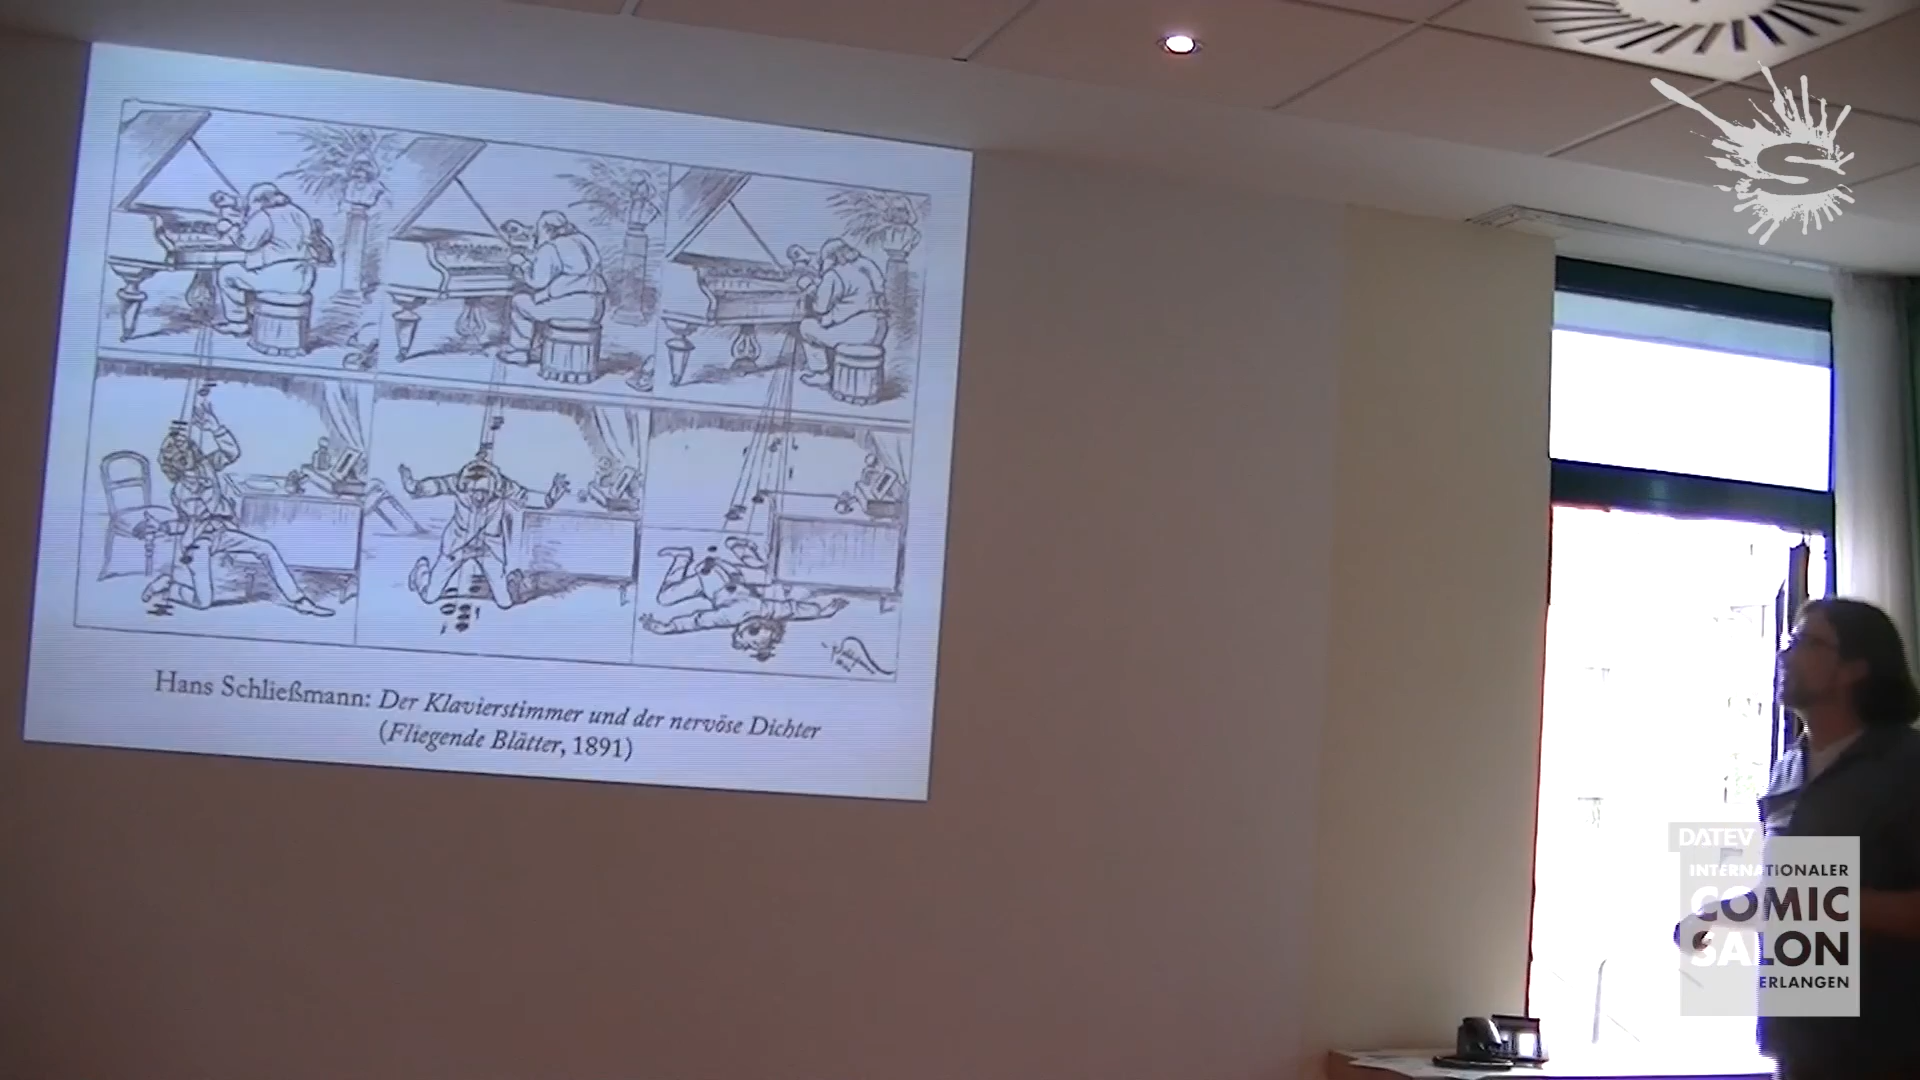 Hans Schließmann: Der Klavierstimmer und der nervöse Dichter
(Fliegende Blätter, 1891)
DATEV
INTERNATIONALER
COMIC
SALON
ERLANGEN